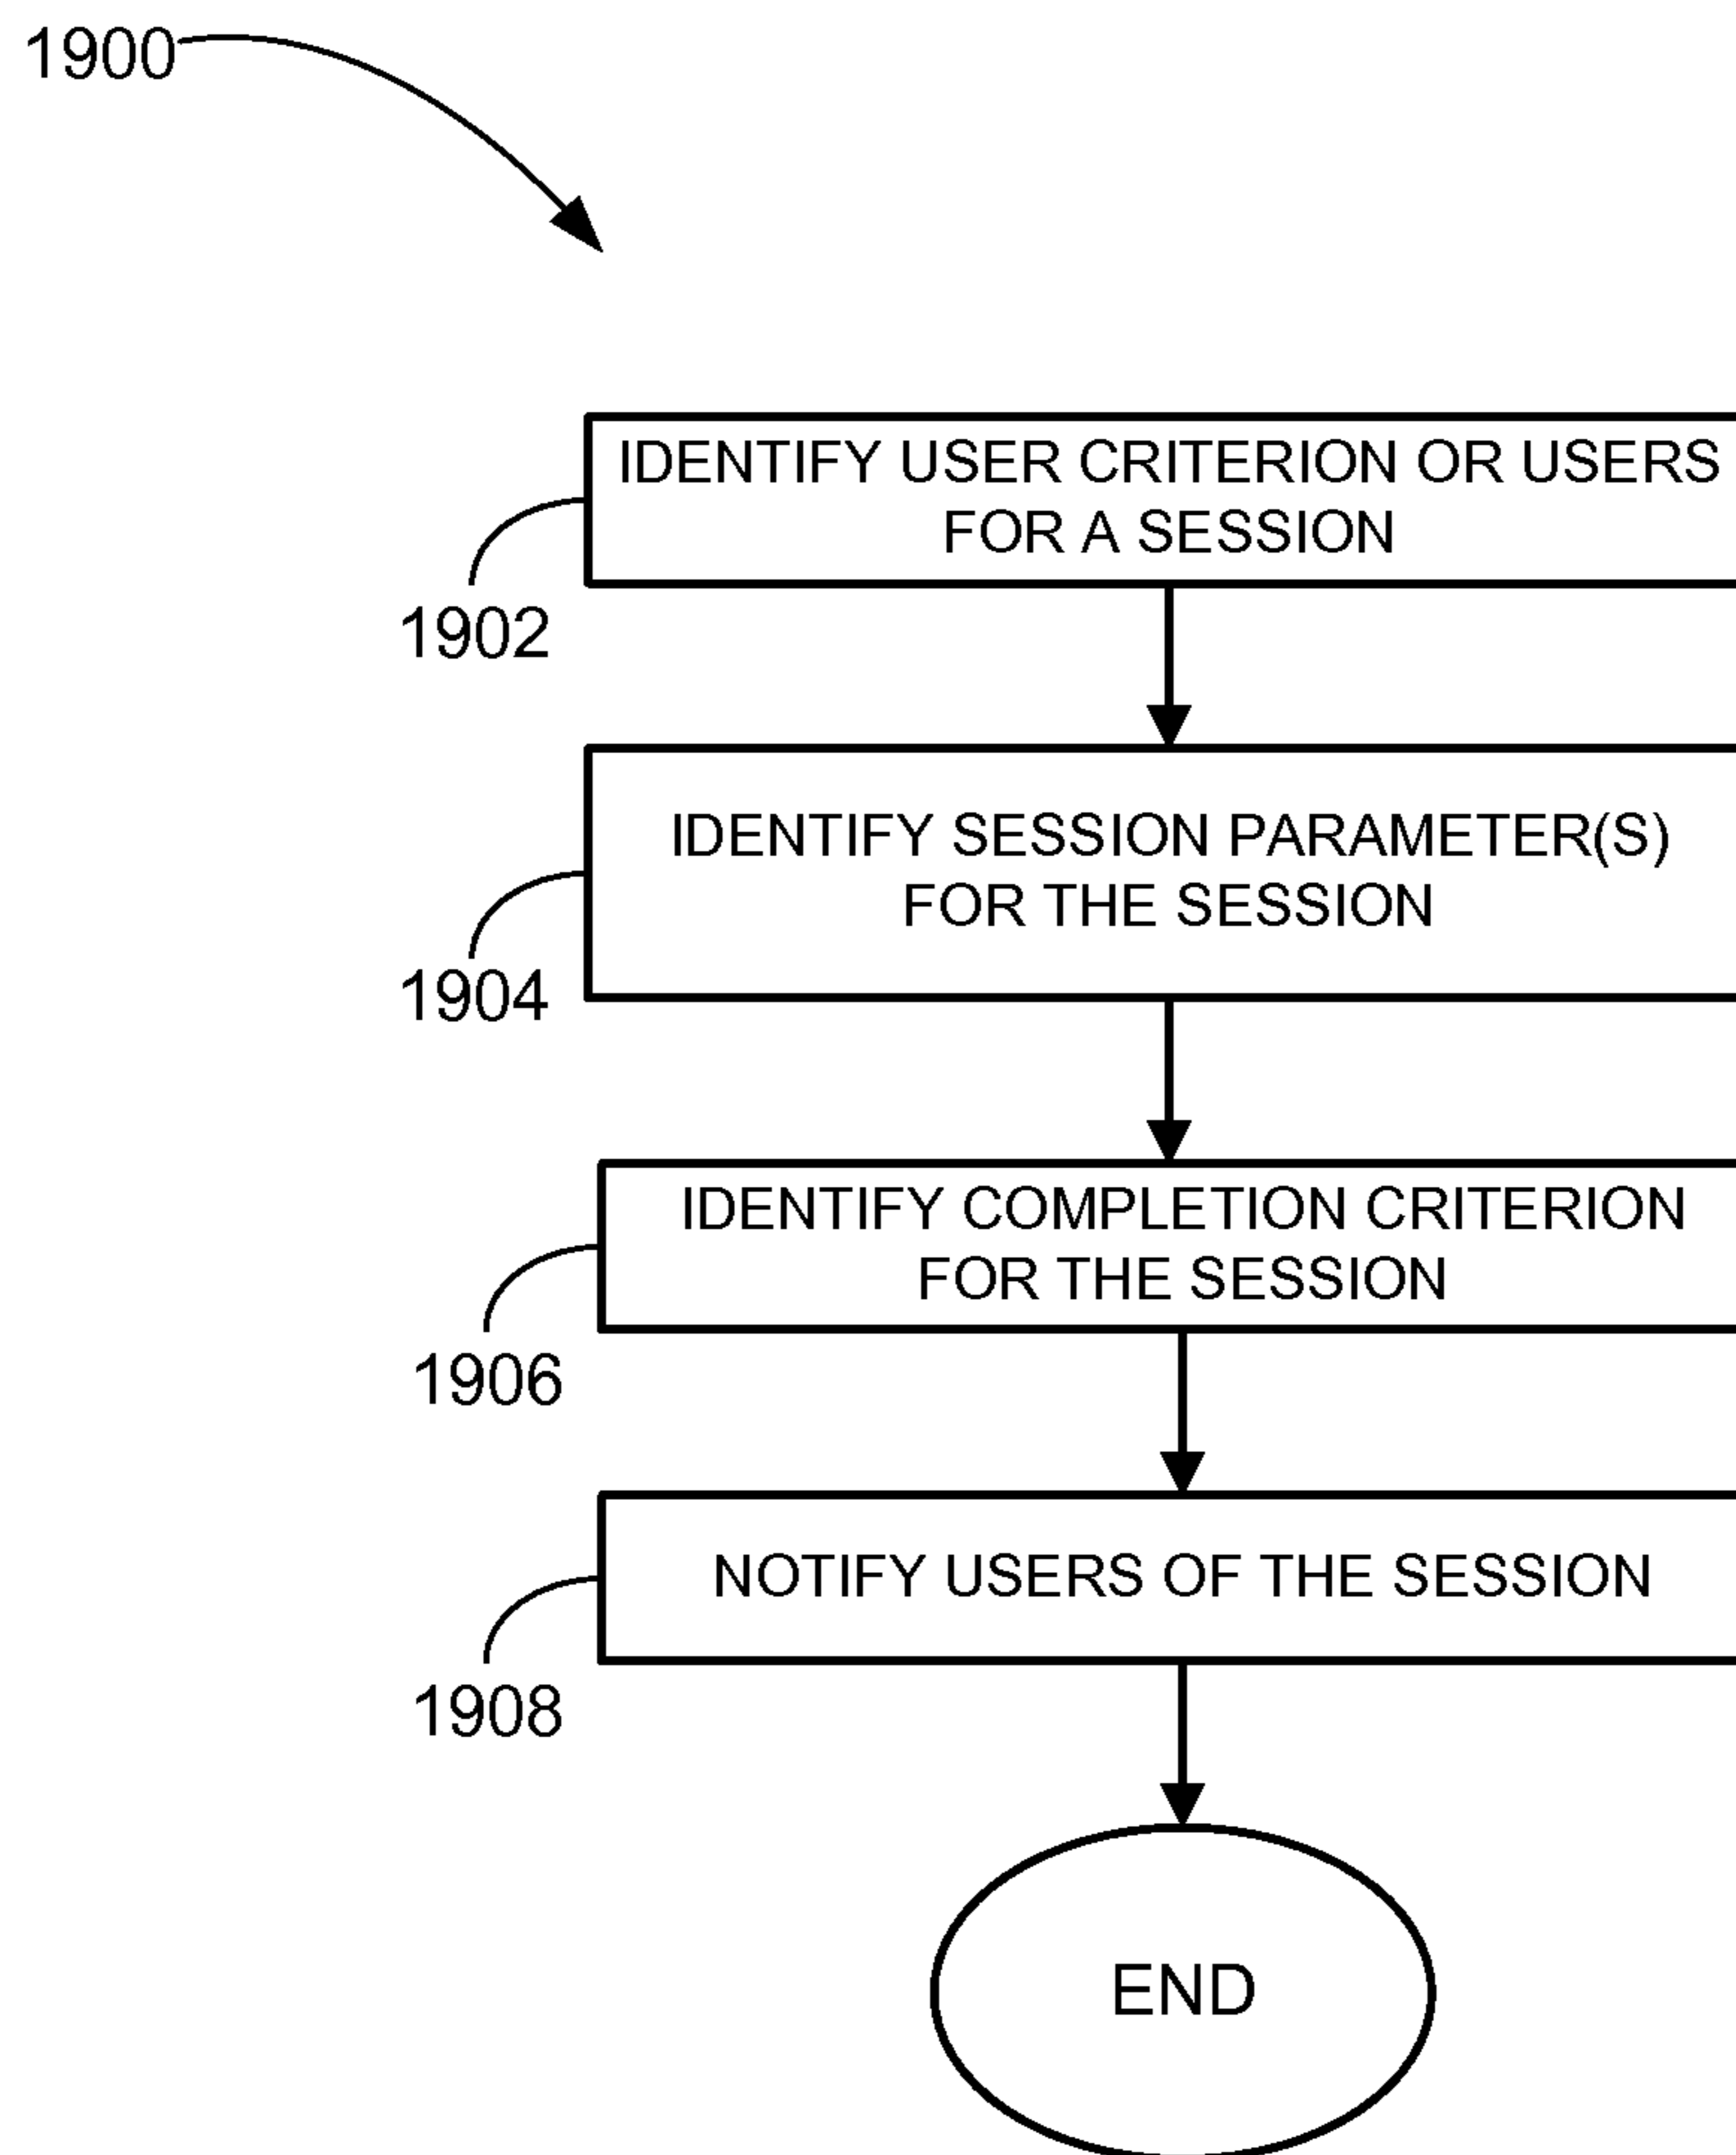 1900
IDENTIFY USER CRITERION OR USERS
FOR A SESSION
1902
IDENTIFY SESSION PARAMETER(S)
FOR THE SESSION
1904
IDENTIFY COMPLETION CRITERION
FOR THE SESSION
1906
NOTIFY USERS OF THE SESSION
1908
END